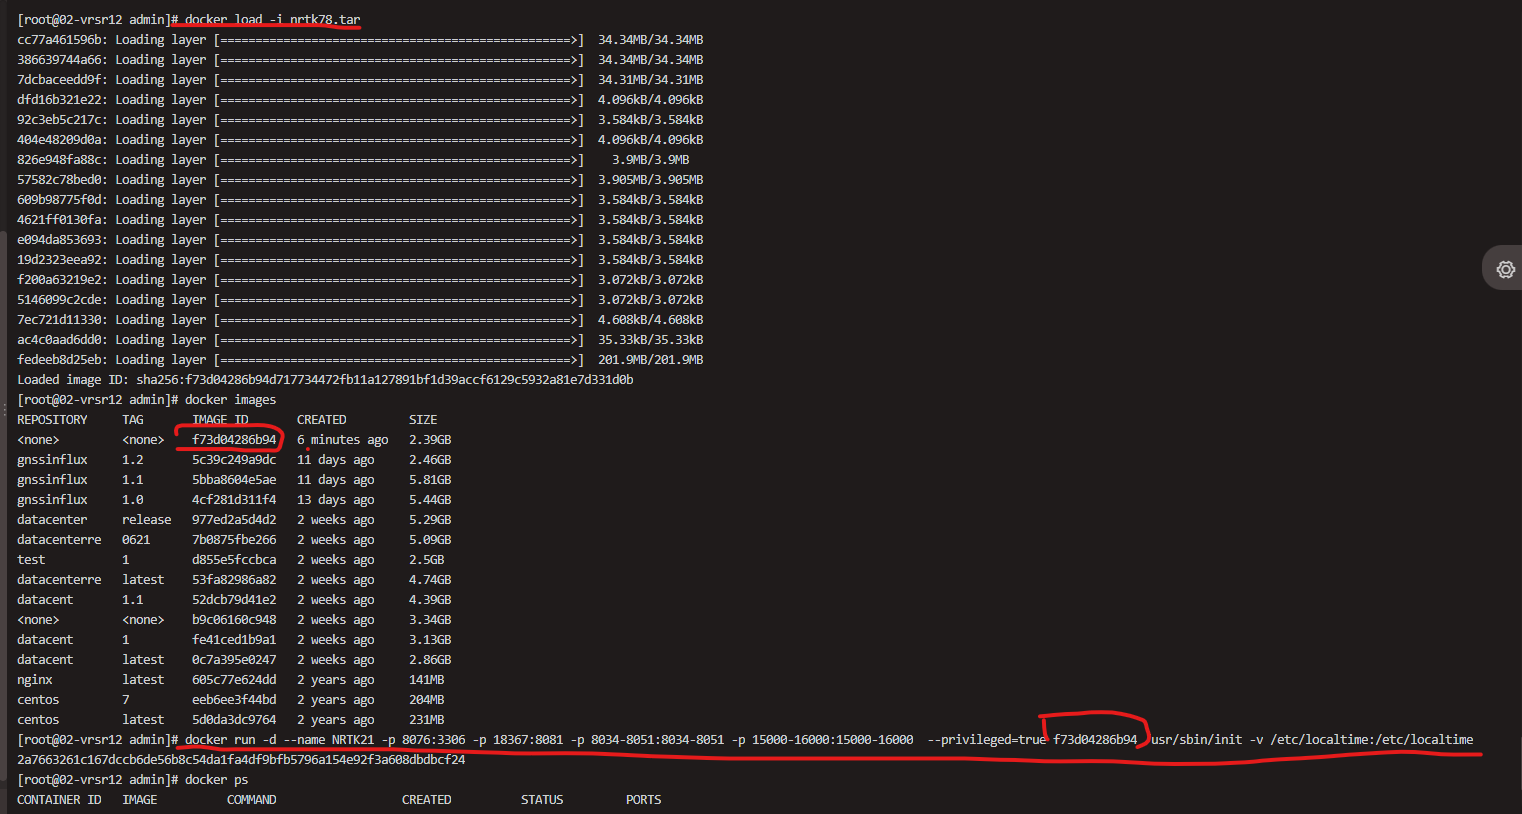 [root@02-vrsr12 admin]# docker load -i nrtk78.tar
cc77a461596b: Loading layer [==================================================>]  34.34MB/34.34MB
386639744a66: Loading layer [==================================================>]  34.34MB/34.34MB
7dcbaceedd9f: Loading layer [==================================================>]  34.31MB/34.31MB
dfd16b321e22: Loading layer [==================================================>]  4.096kB/4.096kB
92c3eb5c217c: Loading layer [==================================================>]  3.584kB/3.584kB
404e48209d0a: Loading layer [==================================================>]  4.096kB/4.096kB
826e948fa88c: Loading layer [==================================================>]    3.9MB/3.9MB
57582c78bed0: Loading layer [==================================================>]  3.905MB/3.905MB
609b98775f0d: Loading layer [==================================================>]  3.584kB/3.584kB
4621ff0130fa: Loading layer [==================================================>]  3.584kB/3.584kB
e094da853693: Loading layer [==================================================>]  3.584kB/3.584kB
19d2323eea92: Loading layer [==================================================>]  3.584kB/3.584kB
f200a63219e2: Loading layer [==================================================>]  3.072kB/3.072kB
5146099c2cde: Loading layer [==================================================>]  3.072kB/3.072kB
7ec721d11330: Loading layer [==================================================>]  4.608kB/4.608kB
ac4c0aad6dd0: Loading layer [==================================================>]  35.33kB/35.33kB
fedeeb8d25eb: Loading layer [==================================================>]  201.9MB/201.9MB
Loaded image ID: sha256:f73d04286b94d717734472fb11a127891bf1d39accf6129c5932a81e7d331d0b
[root@02-vrsr12 admin]# docker images
REPOSITORY     TAG       IMAGE ID       CREATED         SIZE
<none>         <none>    f73d04286b94   6 minutes ago   2.39GB
gnssinflux     1.2       5c39c249a9dc   11 days ago     2.46GB
gnssinflux     1.1       5bba8604e5ae   11 days ago     5.81GB
gnssinflux     1.0       4cf281d311f4   13 days ago     5.44GB
datacenter     release   977ed2a5d4d2   2 weeks ago     5.29GB
datacenterre   0621      7b0875fbe266   2 weeks ago     5.09GB
test           1         d855e5fccbca   2 weeks ago     2.5GB
datacenterre   latest    53fa82986a82   2 weeks ago     4.74GB
datacent       1.1       52dcb79d41e2   2 weeks ago     4.39GB
<none>         <none>    b9c06160c948   2 weeks ago     3.34GB
datacent       1         fe41ced1b9a1   2 weeks ago     3.13GB
datacent       latest    0c7a395e0247   2 weeks ago     2.86GB
nginx          latest    605c77e624dd   2 years ago     141MB
centos         7         eeb6ee3f44bd   2 years ago     204MB
centos         latest    5d0da3dc9764   2 years ago     231MB
[root@02-vrsr12 admin]# docker run -d --name NRTK21 -p 8076:3306 -p 18367:8081 -p 8034-8051:8034-8051 -p 15000-16000:15000-16000  --privileged=true f73d04286b94  usr/sbin/init -v /etc/localtime:/etc/localtime
2a7663261c167dccb6de56b8c54da1fa4df9bfb5796a154e92f3a608dbdbcf24
[root@02-vrsr12 admin]# docker ps
CONTAINER ID   IMAGE          COMMAND                  CREATED          STATUS         PORTS